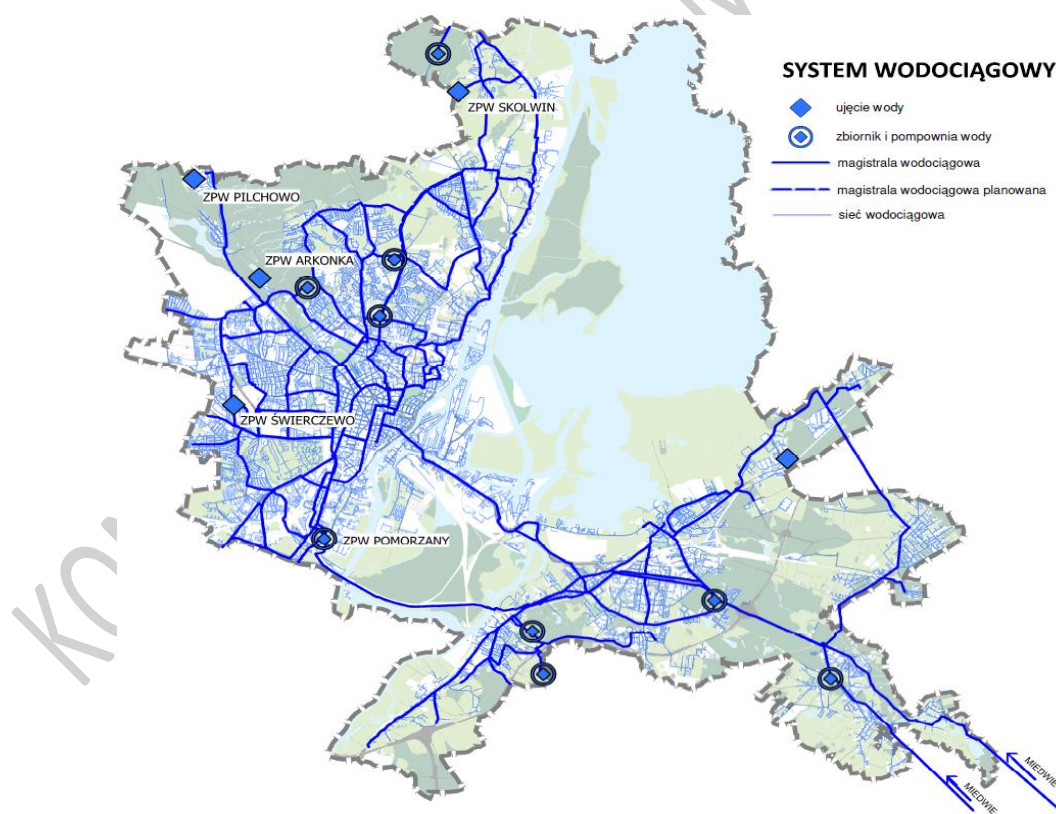 SYSTEM WODOCIĄGOWY
ujęcie wody
zbiornik i pompownia wody
magistrala wodociągowa
magistrala wodociągowa planowana
sieć wodociągowa
ZPW SKOLWIN
ZPW PILCHOWO
ZPW ARKONKA
ZPW ŚWIERCZEWO
ZPW POMORZANY
MIEDWIE
MIEDWIE